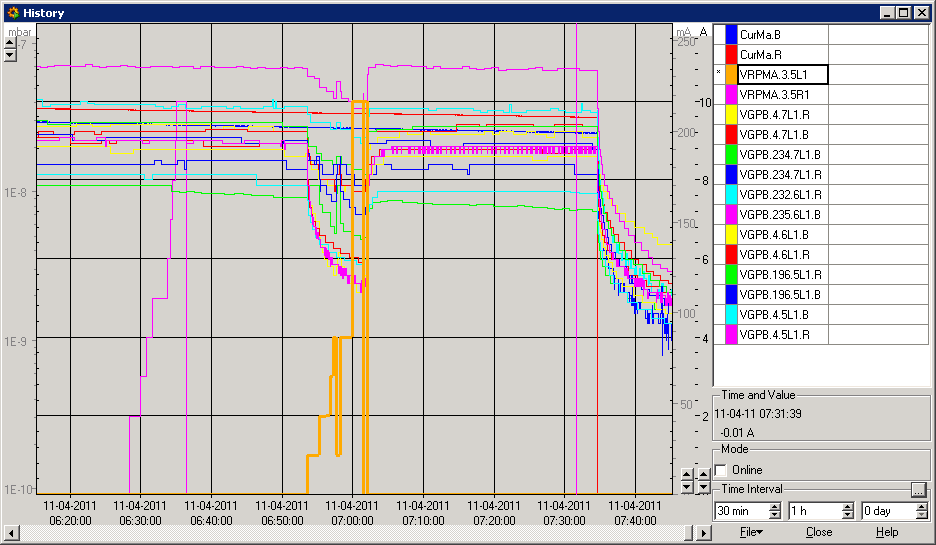 History
mbar
E-7
1E-8
1E-9
1E-10
mA
A
250
200
150
100
50
10
8
6
4
2
11-04-2011 11-04-2011 11-04-2011 11-04-2011 11-04-2011 11-04-2011 11-04-2011 11-04-2011 11-04-2011
06:20:00 06:30:00 06:40:00 06:50:00 07:00:00 07:10:00 07:20:00 07:30:00 07:40:00
CurMa.B
CurMa.R
* VRPMA.3.5L1
VRPMA.3.5R1
VGPB.4.7L1.R
VGPB.4.7L1.B
VGPB.234.7L1.B
VGPB.234.7L1.R
VGPB.232.6L1.R
VGPB.235.6L1.B
VGPB.4.6L1.B
VGPB.4.6L1.R
VGPB.196.5L1.R
VGPB.196.5L1.B
VGPB.4.5L1.B
VGPB.4.5L1.R
Time and Value
11-04-11 07:31:39
-0.01 A
Mode
Online
Time Interval
...
30 min 1 h 0 day
File Close Help